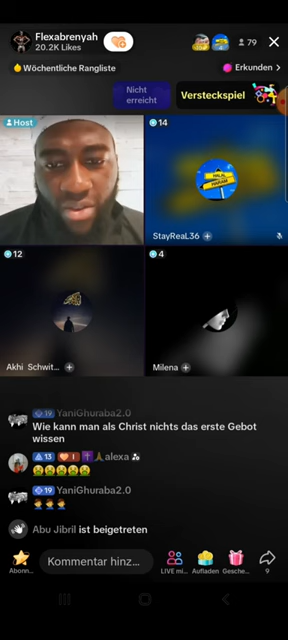 Flexabrenyah
20.2K Likes
79
Wöchentliche Rangliste
Erkunden
Nicht
erreicht
Versteckspiel
Host
14
StayReaL36
12
Akhi Schwit...
4
Milena
19 YaniGhuraba2.0
Wie kann man als Christ nichts das erste Gebot
wissen
13 I alexa
19 YaniGhuraba2.0
Abu Jibril ist beigetreten
Kommentar hinz...
Abonn...
LIVE mi...
Aufladen
Gesche...
9